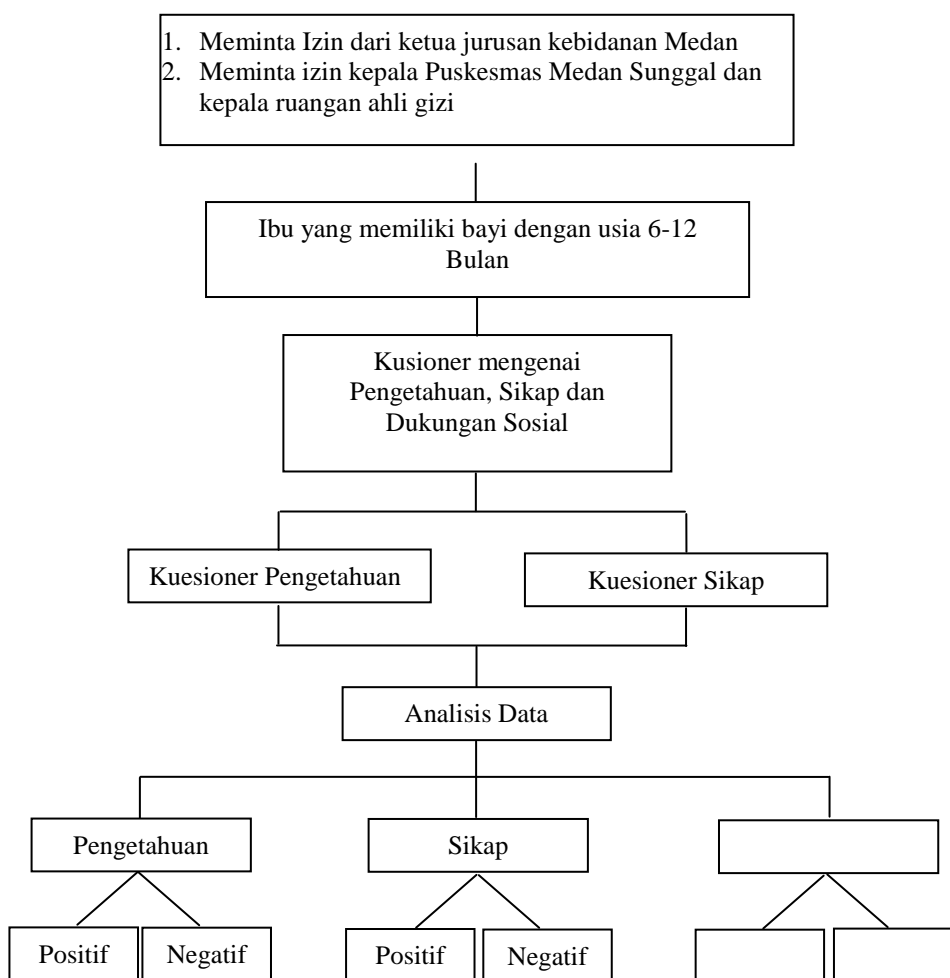 1. Meminta Izin dari ketua jurusan kebidanan Medan
2. Meminta izin kepala Puskesmas Medan Sunggal dan
kepala ruangan ahli gizi
Ibu yang memiliki bayi dengan usia 6-12
Bulan
Kusioner mengenai
Pengetahuan, Sikap dan
Dukungan Sosial
Kuesioner Pengetahuan
Kuesioner Sikap
Analisis Data
Pengetahuan
Sikap
Positif
Negatif
Positif
Negatif